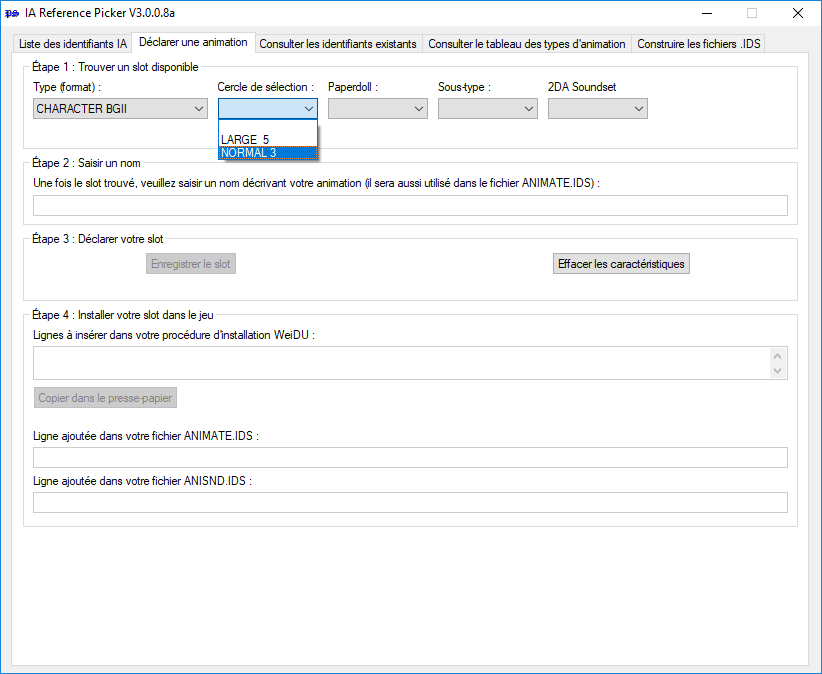 IA Reference Picker V3.0.0.8a
Liste des identifiants IA
Déclarer une animation
Consulter les identifiants existants
Consulter le tableau des types d'animation
Construire les fichiers .IDS
Étape 1 : Trouver un slot disponible
Type (format) :
Cercle de sélection :
Paperdoll :
Sous-type :
2DA Soundset
CHARACTER BGII
LARGE 5
NORMAL 3
Étape 2 : Saisir un nom
Une fois le slot trouvé, veuillez saisir un nom décrivant votre animation (il sera aussi utilisé dans le fichier ANIMATE.IDS) :
Étape 3 : Déclarer votre slot
Enregistrer le slot
Effacer les caractéristiques
Étape 4 : Installer votre slot dans le jeu
Lignes à insérer dans votre procédure d'installation WeiDU :
Copier dans le presse-papier
Ligne ajoutée dans votre fichier ANIMATE.IDS :
Ligne ajoutée dans votre fichier ANISND.IDS :